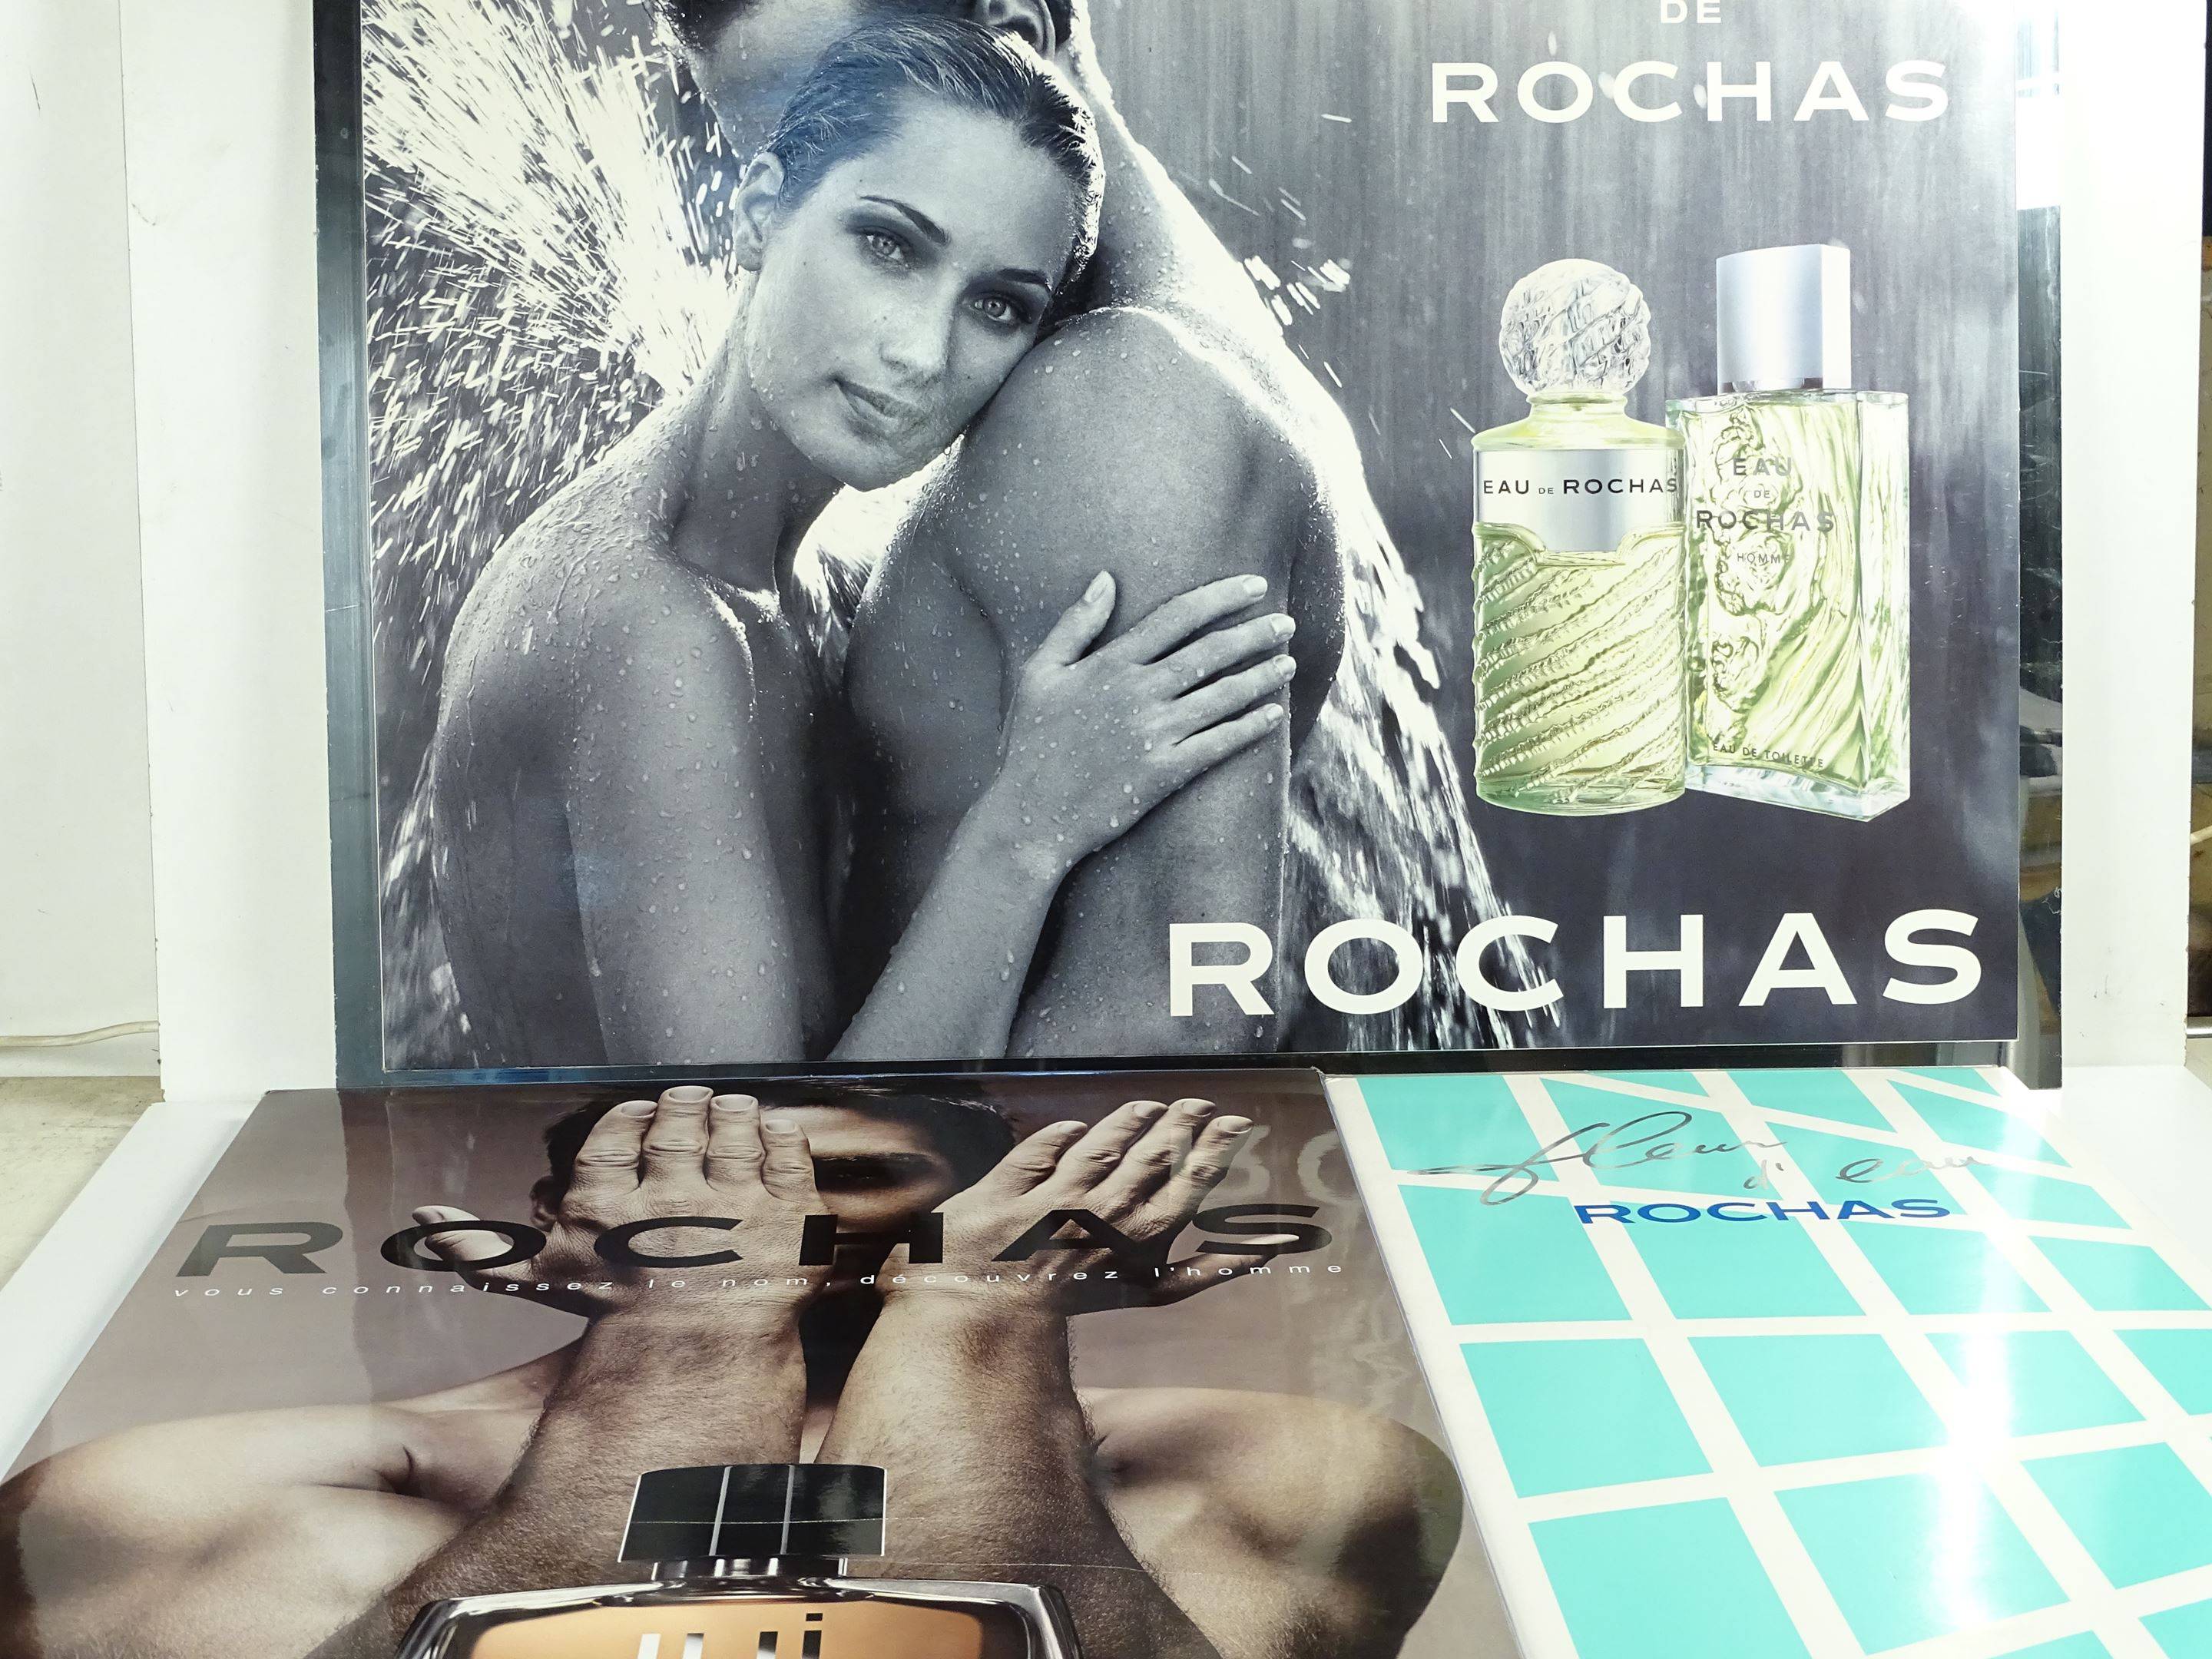 DE
ROCHAS
EAU DE ROCHAS
EAU
DE
ROCHAS
HOMME
EAU DE TOILETTE
ROCHAS
ROCHAS
vous connaissez le nom, découvrez l'homme
fleur
d'eau
ROCHAS